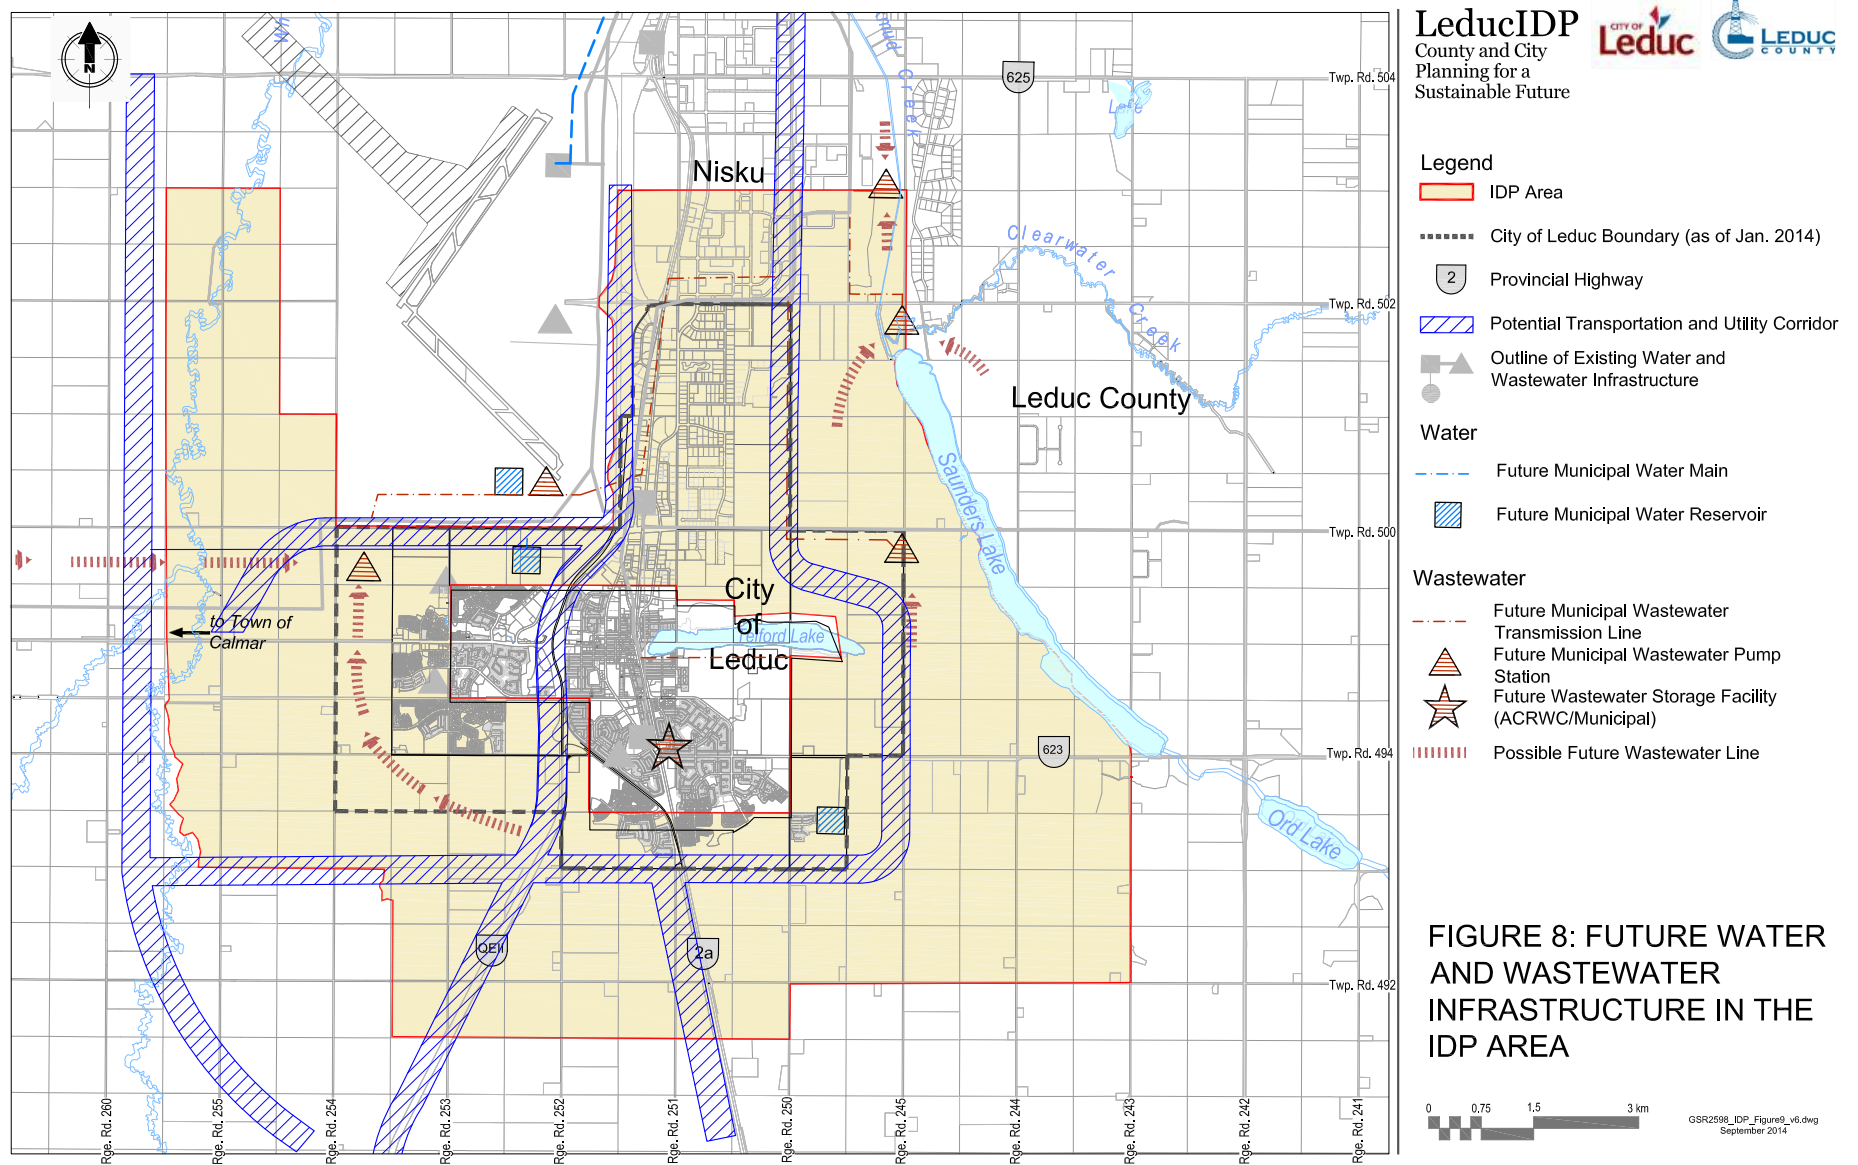 LeducIDP
County and City
Planning for a
Sustainable Future
CITY OF
Leduc
LEDUC
COUNTY
Legend
IDP Area
City of Leduc Boundary (as of Jan. 2014)
2
Provincial Highway
Potential Transportation and Utility Corridor
Outline of Existing Water and
Wastewater Infrastructure
Water
Future Municipal Water Main
Future Municipal Water Reservoir
Wastewater
Future Municipal Wastewater
Transmission Line
Future Municipal Wastewater Pump
Station
Future Wastewater Storage Facility
(ACRWC/Municipal)
Possible Future Wastewater Line
FIGURE 8: FUTURE WATER
AND WASTEWATER
INFRASTRUCTURE IN THE
IDP AREA
0 0.75 1.5 3 km
GSR2598_IDP_Figure9_v6.dwg
September 2014
N
625
Twp. Rd. 504
Creek
Lake
Nisku
Clearwater
Creek
Twp. Rd. 502
Leduc County
Saunders Lake
Twp. Rd. 500
City
of
Leduc
Telford Lake
to Town of
Calmar
623
Twp. Rd. 494
Ord Lake
QEII
2a
Twp. Rd. 492
Rge. Rd. 260
Rge. Rd. 255
Rge. Rd. 254
Rge. Rd. 253
Rge. Rd. 252
Rge. Rd. 251
Rge. Rd. 250
Rge. Rd. 245
Rge. Rd. 244
Rge. Rd. 243
Rge. Rd. 242
Rge. Rd. 241